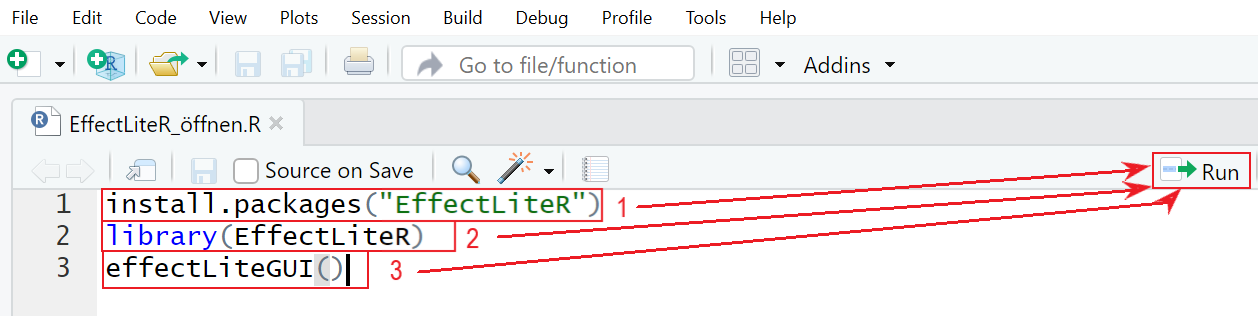 File Edit Code View Plots Session Build Debug Profile Tools Help
Go to file/function Addins
R EffectLiteR_öffnen.R
Source on Save Run
1 install.packages("EffectLiteR") 1
2 library(EffectLiteR) 2
3 effectLiteGUI() 3